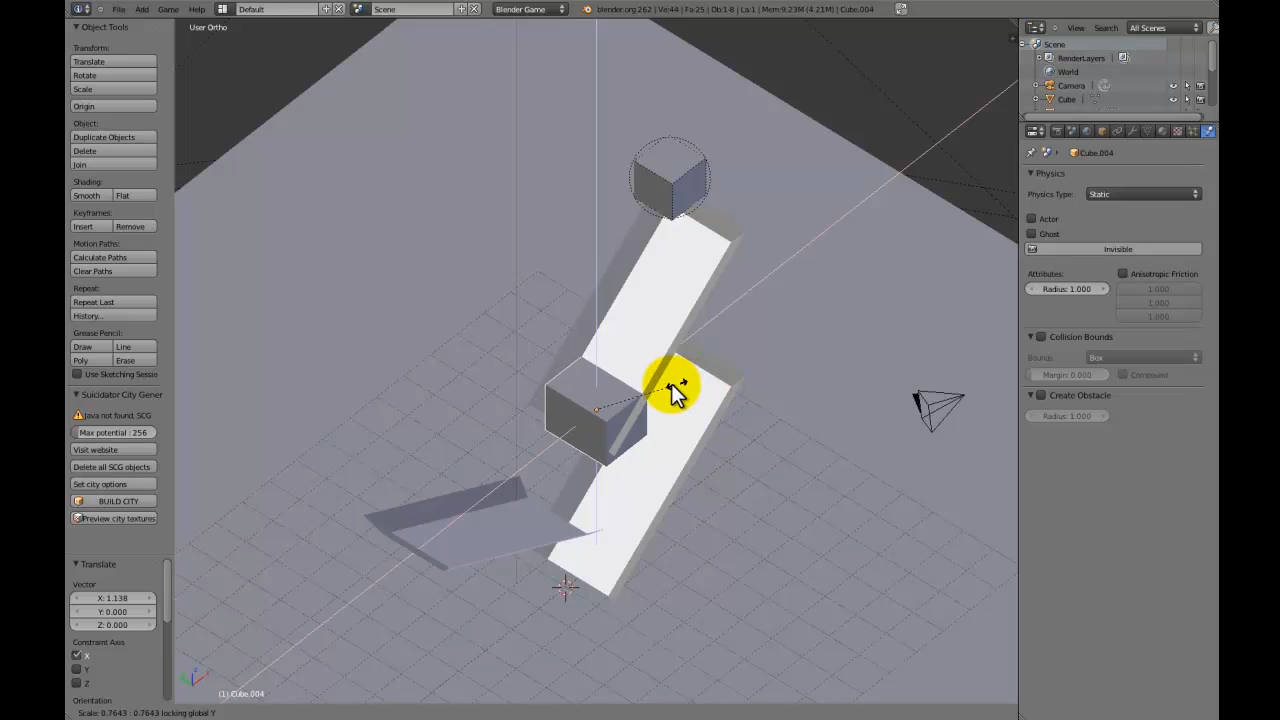 File Add Game Help
Default
Scene
Blender Game
blender.org 262 | Ve:44 | Fa:25 | Ob:1-8 | La:1 | Mem:9.23M (4.21M) | Cube.004
Object Tools
Transform:
Translate
Rotate
Scale
Origin
Object:
Duplicate Objects
Delete
Join
Shading:
Smooth Flat
Keyframes:
Insert Remove
Motion Paths:
Calculate Paths
Clear Paths
Repeat:
Repeat Last
History...
Grease Pencil:
Draw Line
Poly Erase
Use Sketching Sessio
Suicidator City Gener
Java not found, SCG
Max potential : 256
Visit website
Delete all SCG objects
Set city options
BUILD CITY
Preview city textures
Translate
Vector
X: 1.138
Y: 0.000
Z: 0.000
Constraint Axis
X
Y
Z
Orientation
User Ortho
(1) Cube.004
Scale: 0.7643 : 0.7643 locking global Y
View Search All Scenes
Scene
RenderLayers |
World
Camera |
Cube
Cube.004
Physics
Physics Type: Static
Actor
Ghost
Invisible
Attributes: Anisotropic Friction
Radius: 1.000 1.000
1.000
1.000
Collision Bounds
Bounds: Box
Margin: 0.000 Compound
Create Obstacle
Radius: 1.000